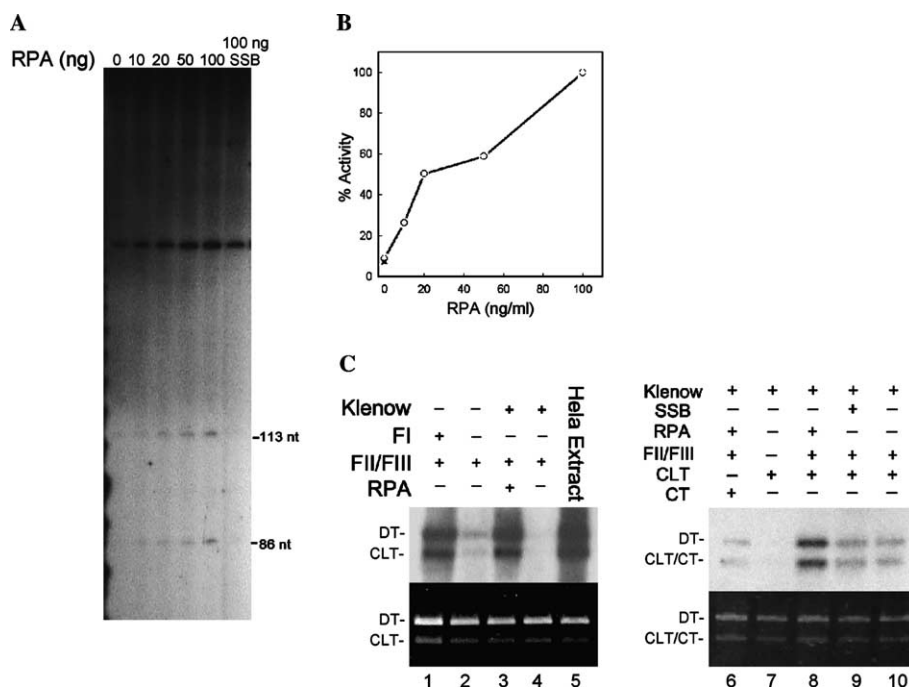 A
RPA (ng) 0 10 20 50 100 100 ng SSB
-113 nt
-86 nt
B
% Activity
100
80
60
40
20
0
0 20 40 60 80 100
RPA (ng/ml)
C
Klenow – – + + Hela Extract
FI + – – –
FII/FIII + + + +
RPA – – + –
DT-
CLT-
DT-
CLT-
1 2 3 4 5
Klenow + + + + +
SSB – – – + –
RPA + – + – –
FII/FIII + – + + +
CLT – + + + +
CT + – – – –
DT-
CLT/CT-
DT-
CLT/CT-
6 7 8 9 10